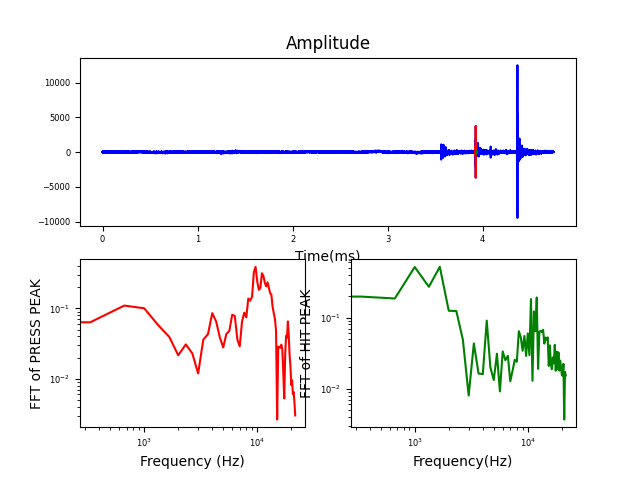 Amplitude
10000
5000
0
−5000
−10000
0 1 2 3 4
Time(ms)
FFT of PRESS PEAK
10⁻¹
10⁻²
10³ 10⁴
Frequency (Hz)
FFT of HIT PEAK
10⁻¹
10⁻²
10³ 10⁴
Frequency(Hz)